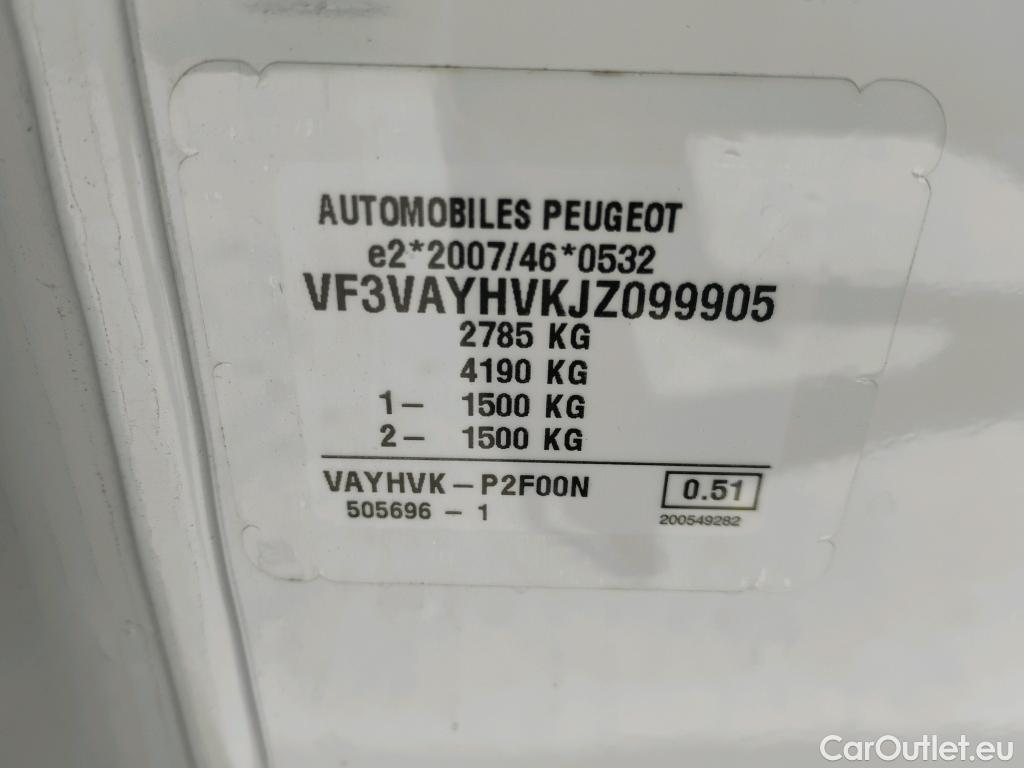 AUTOMOBILES PEUGEOT
e2*2007/46*0532
VF3VAYHVKJZ099905
2785 KG
4190 KG
1- 1500 KG
2- 1500 KG
VAYHVK-P2F00N 0.51
505696 - 1 200549282
CarOutlet.eu